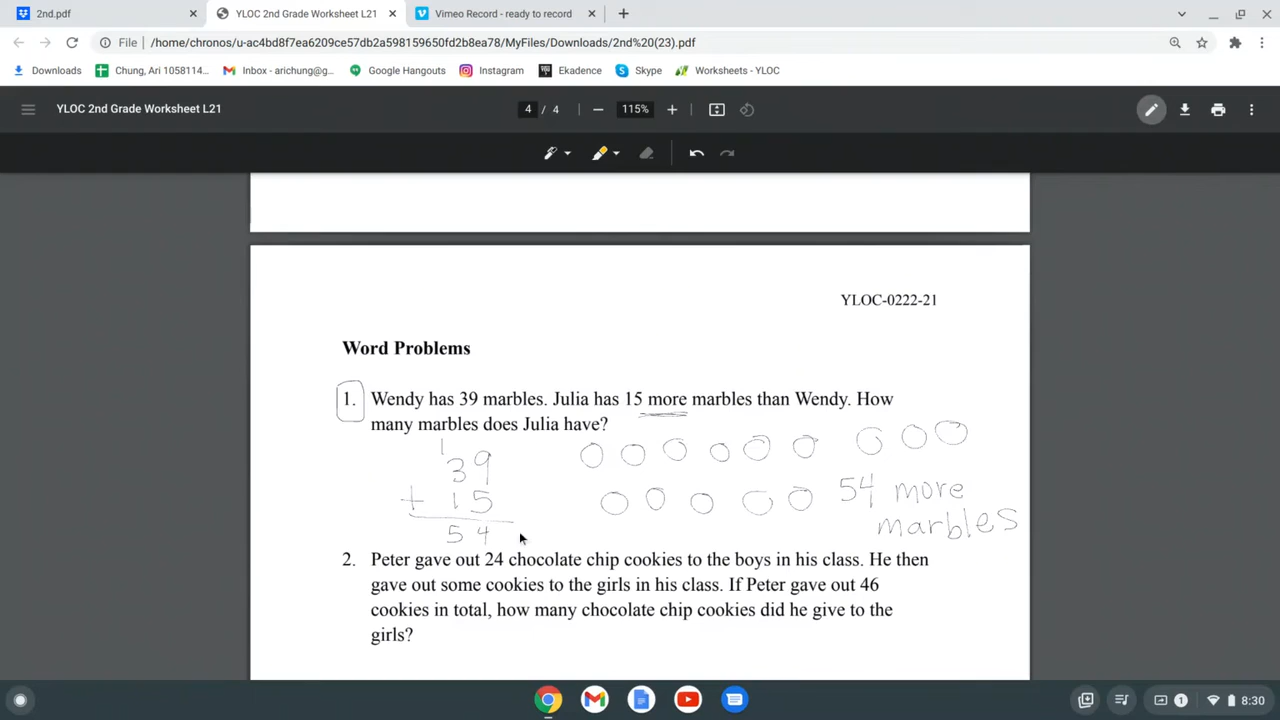 2nd.pdf
YLOC 2nd Grade Worksheet L21
Vimeo Record - ready to record
File /home/chronos/u-ac4bd8f7ea6209ce57db2a598159650fd2b8ea78/MyFiles/Downloads/2nd%20(23).pdf
Downloads Chung, Ari 1058114... Inbox - arichung@g... Google Hangouts Instagram Ekadence Skype Worksheets - YLOC
YLOC 2nd Grade Worksheet L21 4 / 4 115%
YLOC-0222-21
Word Problems
1. Wendy has 39 marbles. Julia has 15 more marbles than Wendy. How
many marbles does Julia have?
1
39
+ 15
54
54 more
marbles
2. Peter gave out 24 chocolate chip cookies to the boys in his class. He then
gave out some cookies to the girls in his class. If Peter gave out 46
cookies in total, how many chocolate chip cookies did he give to the
girls?
1 8:30